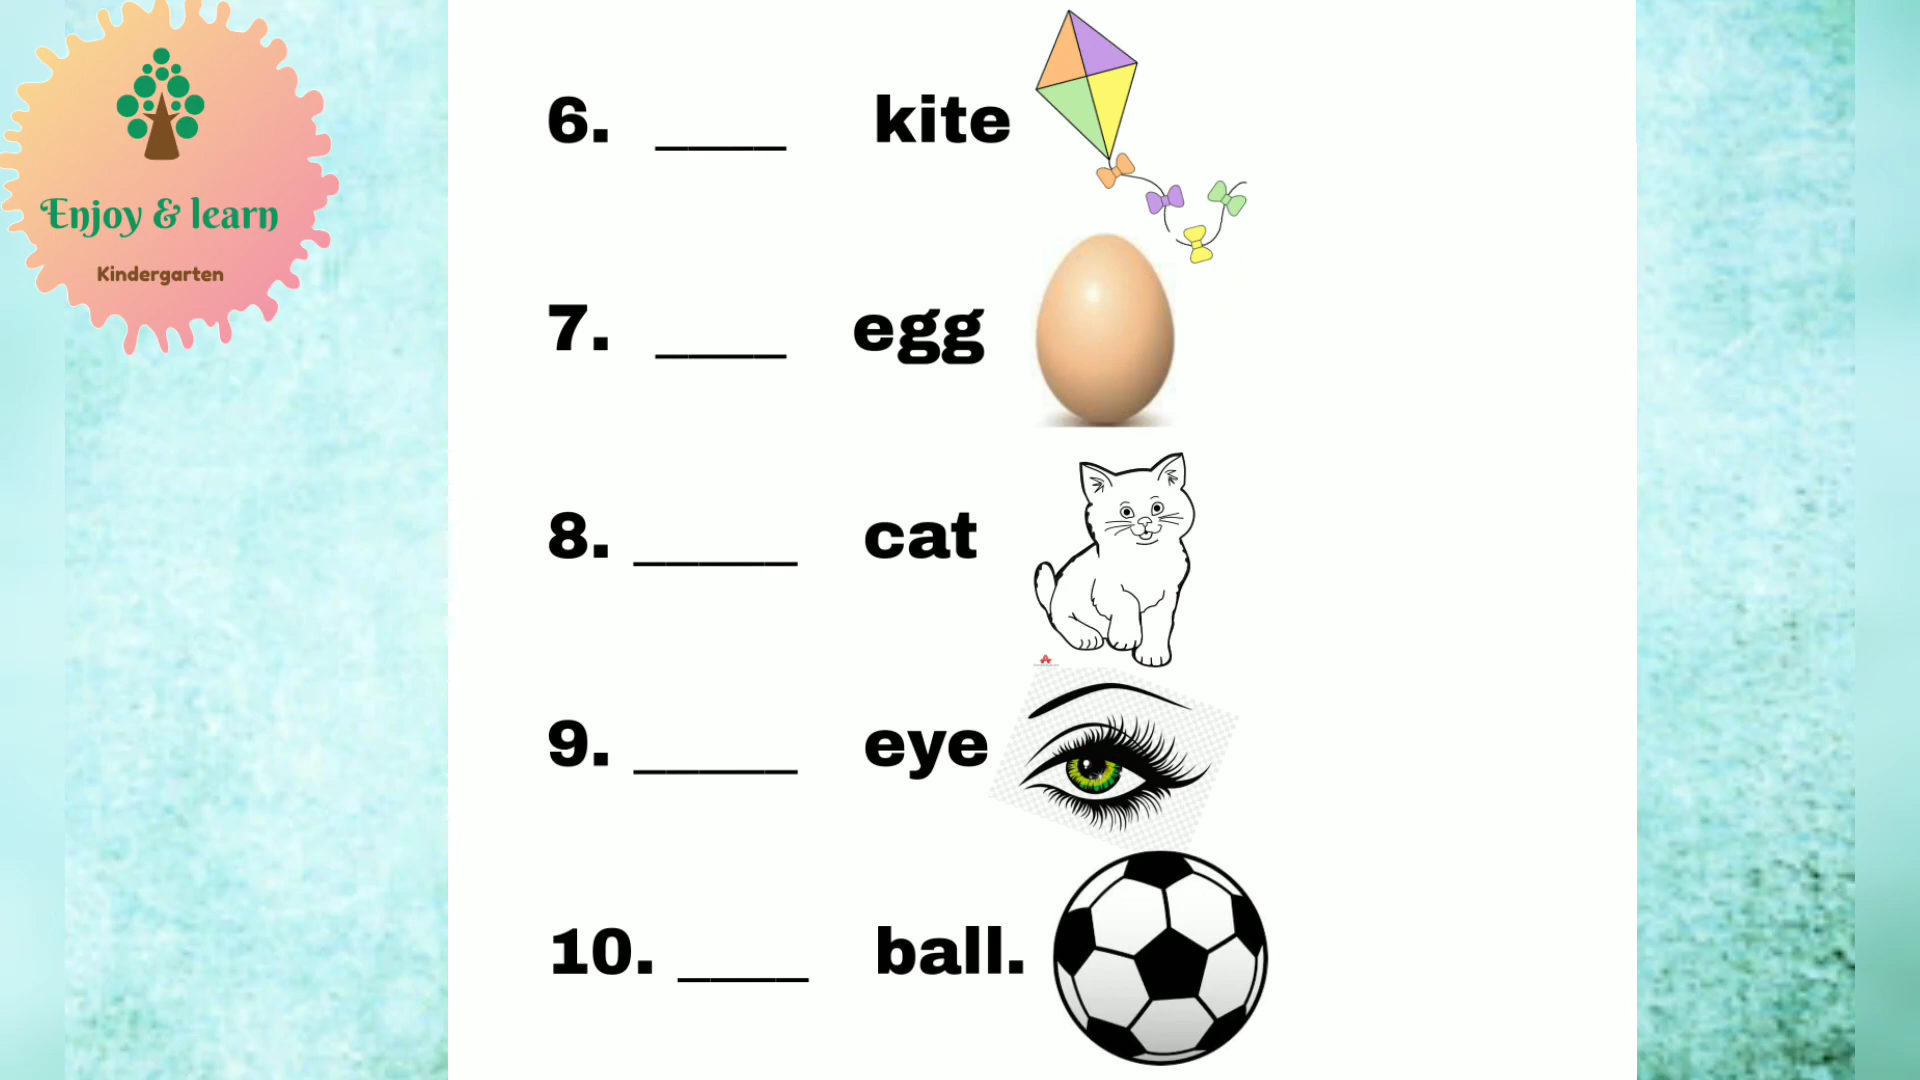 Enjoy & learn
Kindergarten
6. ____ kite
7. ____ egg
8. _____ cat
9. _____ eye
10. ____ ball.